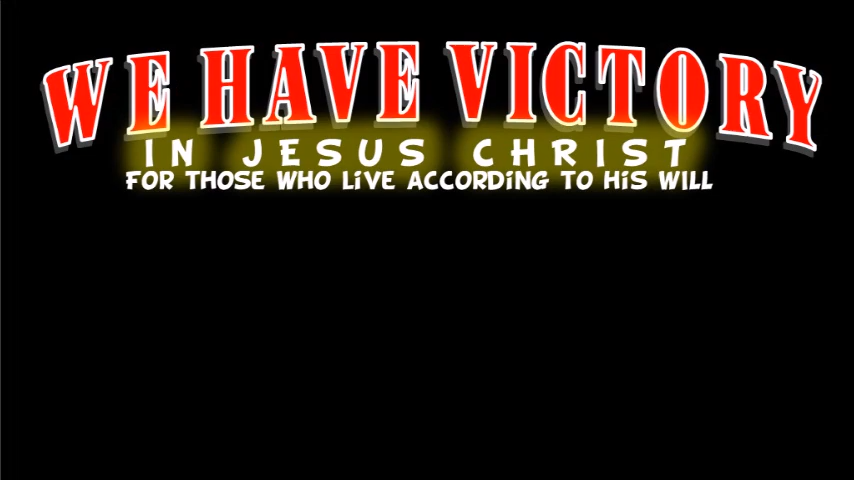 WE HAVE VICTORY
IN JESUS CHRIST
FOR THOSE WHO LiVE ACCORDiNG TO HiS WiLL